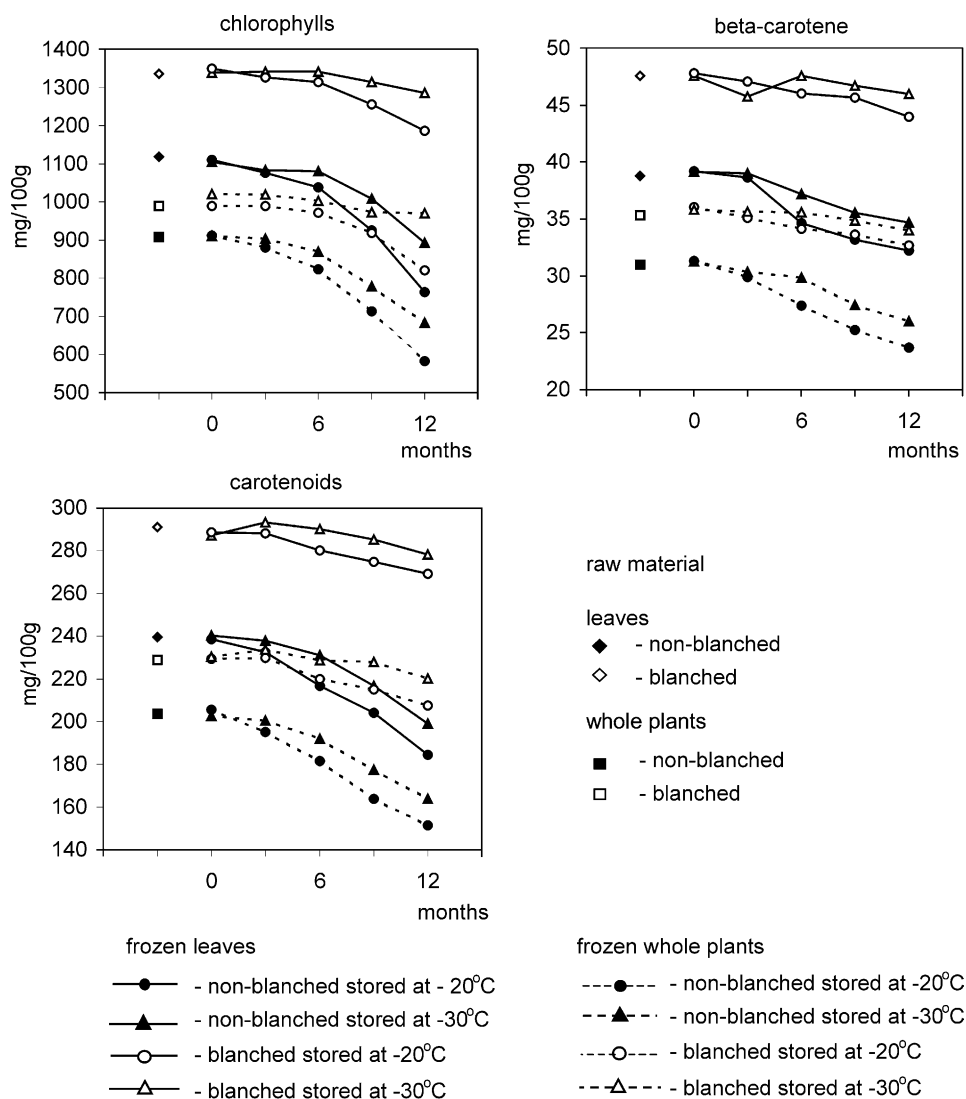 chlorophylls
1400
1300
1200
1100
1000
900
800
700
600
500
mg/100g
0 6 12
months
beta-carotene
50
45
40
35
30
25
20
mg/100g
0 6 12
months
carotenoids
300
280
260
240
220
200
180
160
140
mg/100g
0 6 12
months
raw material
leaves
- non-blanched
- blanched
whole plants
- non-blanched
- blanched
frozen leaves
- non-blanched stored at - 20°C
- non-blanched stored at -30°C
- blanched stored at -20°C
- blanched stored at -30°C
frozen whole plants
- non-blanched stored at -20°C
- non-blanched stored at -30°C
- blanched stored at -20°C
- blanched stored at -30°C